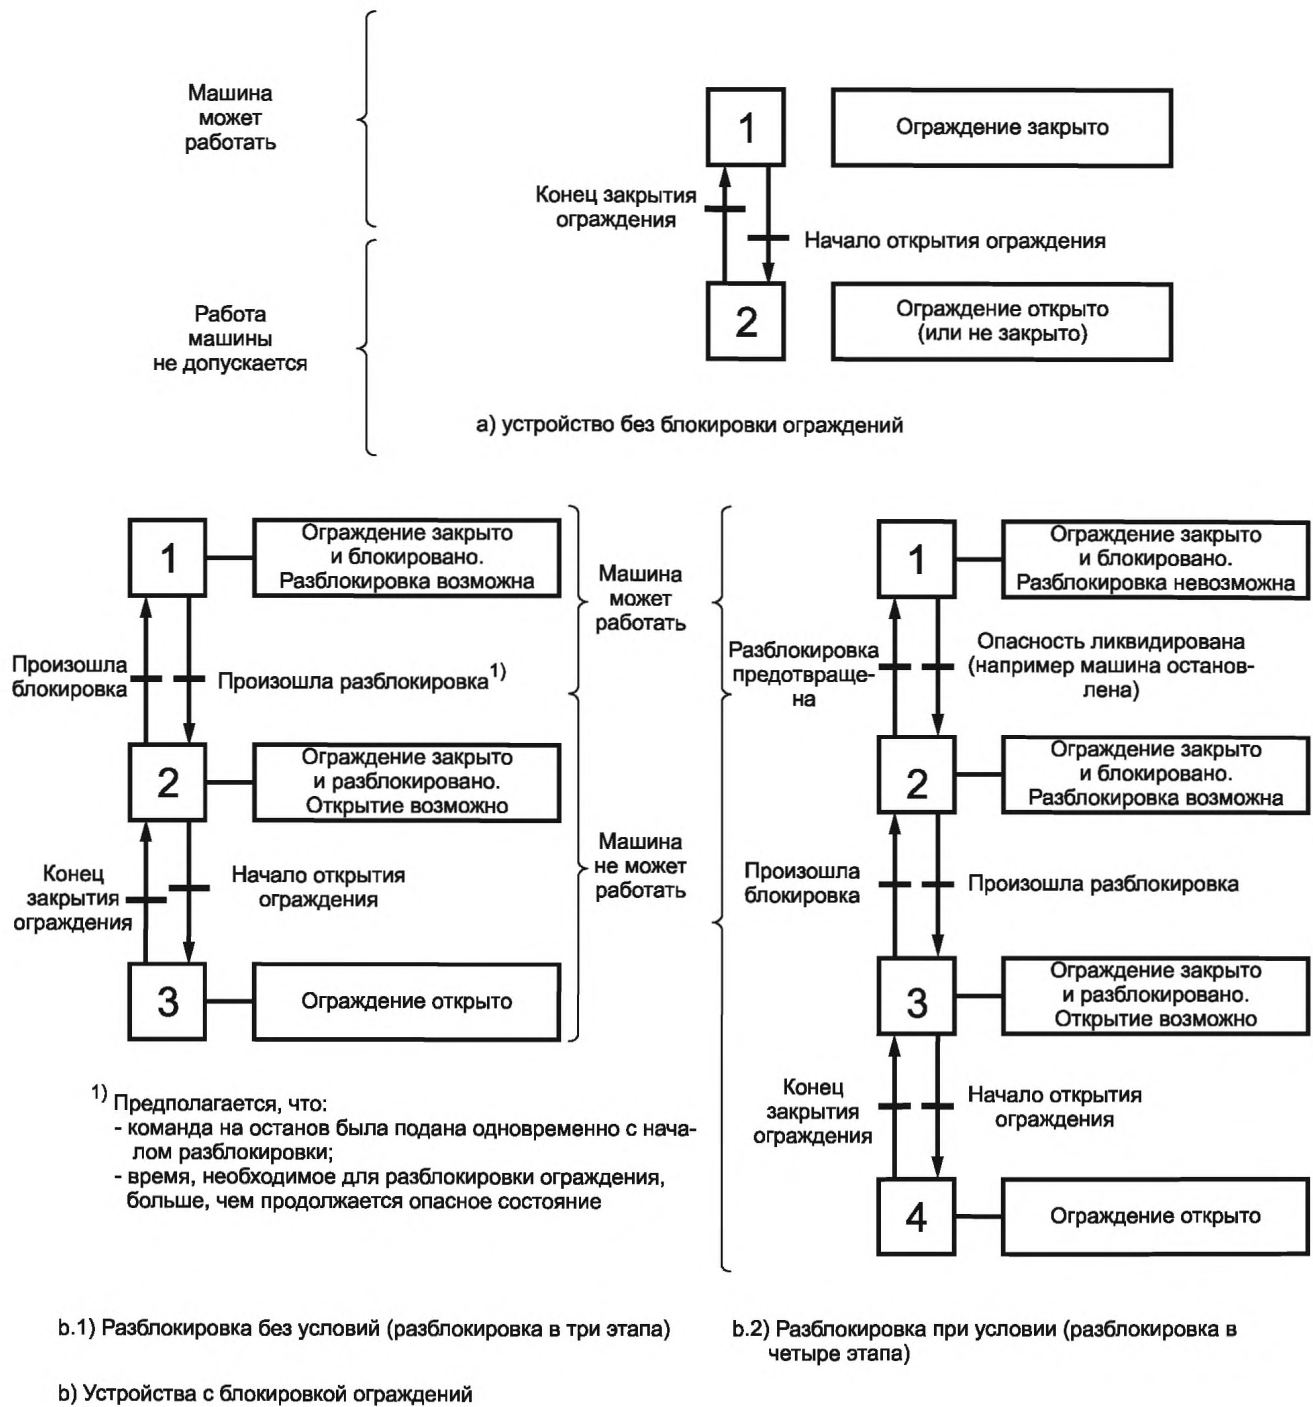 Машина
может
работать
1
Ограждение закрыто
Конец закрытия
ограждения
Начало открытия ограждения
Работа
машины
не допускается
2
Ограждение открыто
(или не закрыто)
а) устройство без блокировки ограждений
1
Ограждение закрыто
и блокировано.
Разблокировка возможна
Произошла
блокировка
Произошла разблокировка1)
2
Ограждение закрыто
и разблокировано.
Открытие возможно
Конец
закрытия
ограждения
Начало открытия
ограждения
3
Ограждение открыто
Машина
может
работать
Машина
не может
работать
1
Ограждение закрыто
и блокировано.
Разблокировка невозможна
Разблокировка
предотвраще-
на
Опасность ликвидирована
(например машина останов-
лена)
2
Ограждение закрыто
и блокировано.
Разблокировка возможна
Произошла
блокировка
Произошла разблокировка
3
Ограждение закрыто
и разблокировано.
Открытие возможно
Конец
закрытия
ограждения
Начало открытия
ограждения
4
Ограждение открыто
1) Предполагается, что:
- команда на останов была подана одновременно с нача-
лом разблокировки;
- время, необходимое для разблокировки ограждения,
больше, чем продолжается опасное состояние
b.1) Разблокировка без условий (разблокировка в три этапа)
b.2) Разблокировка при условии (разблокировка в
четыре этапа)
b) Устройства с блокировкой ограждений